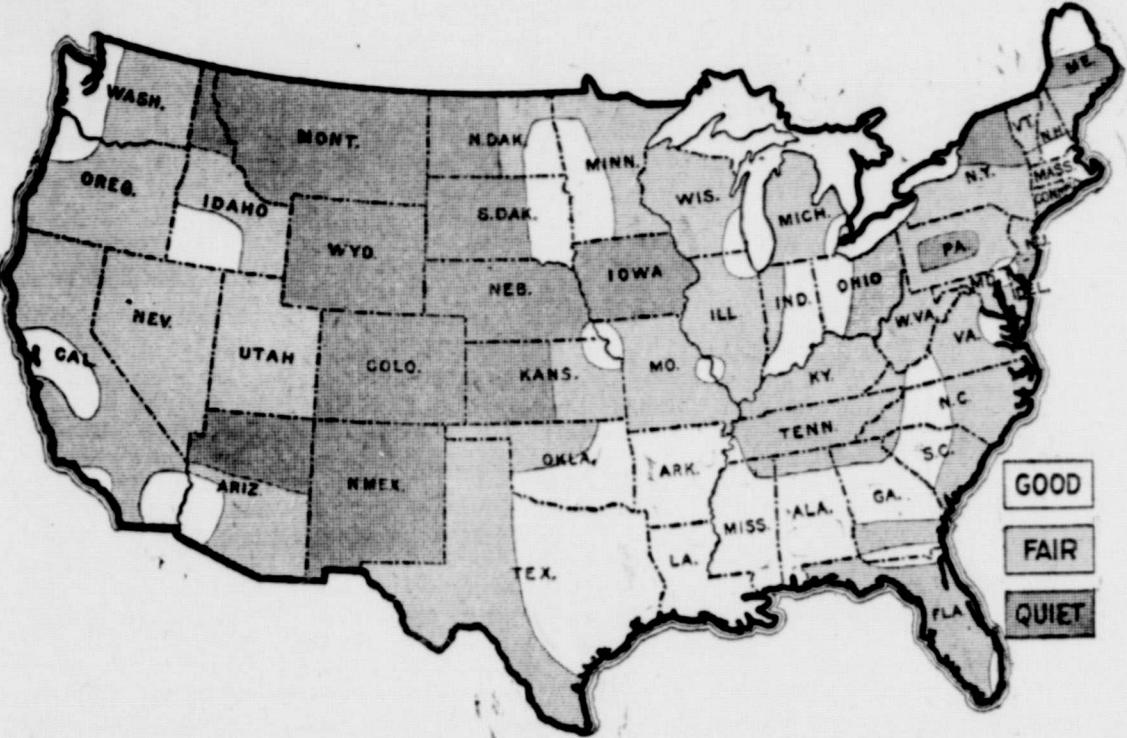 WASH.
MONT.
N.DAK.
MINN.
ME.
VT.
N.H.
OREG.
IDAHO
S.DAK.
WIS.
MICH.
N.Y.
MASS
CONN.
WYO.
IOWA
PA.
N.J.
NEB.
ILL
IND.
OHIO
MD.
DEL.
NEV.
W.VA.
VA.
CAL
UTAH
COLO.
KANS.
MO.
KY.
N.C.
TENN.
ARIZ.
N.MEX.
OKLA.
ARK.
S.C.
MISS.
ALA.
GA.
TEX.
LA.
FLA.
GOOD
FAIR
QUIET